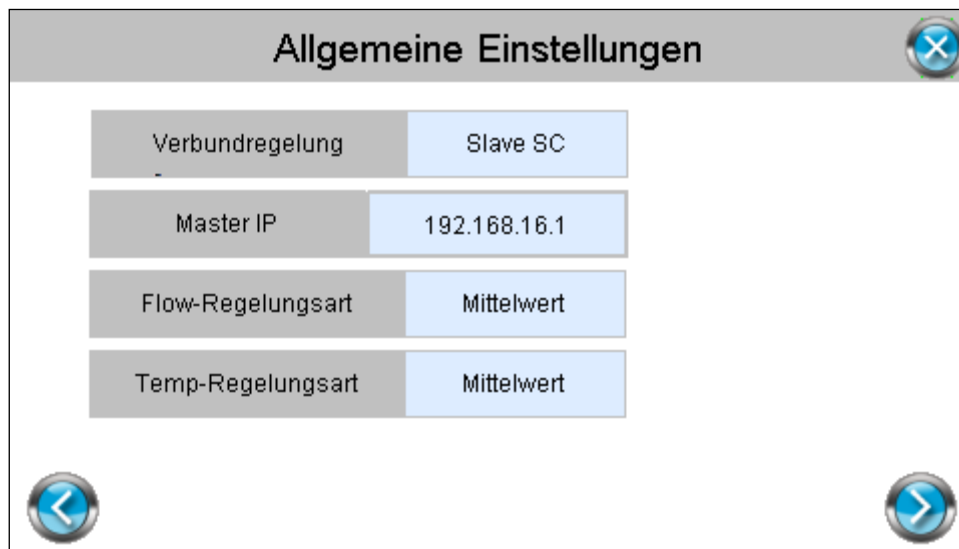 Allgemeine Einstellungen
Verbundregelung Slave SC
Master IP 192.168.16.1
Flow-Regelungsart Mittelwert
Temp-Regelungsart Mittelwert